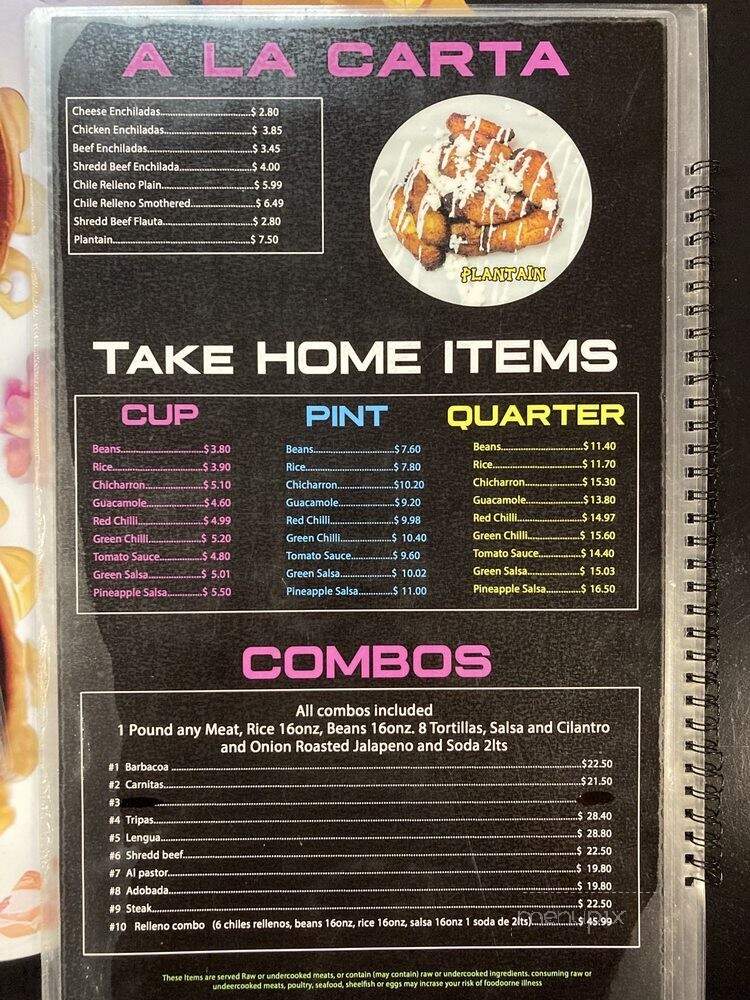 A LA CARTA
Cheese Enchiladas $ 2.80
Chicken Enchiladas $ 3.85
Beef Enchiladas $ 3.45
Shredd Beef Enchilada $ 4.00
Chile Relleno Plain $ 5.99
Chile Relleno Smothered $ 6.49
Shredd Beef Flauta $ 2.80
Plantain $ 7.50
PLANTAIN
TAKE HOME ITEMS
CUP
Beans $3.80
Rice $ 3.90
Chicharron $ 5.10
Guacamole $ 4.60
Red Chilli $ 4.99
Green Chilli $ 5.20
Tomato Sauce $ 4.80
Green Salsa $ 5.01
Pineapple Salsa $ 5.50
PINT
Beans $ 7.60
Rice $ 7.80
Chicharron $10.20
Guacamole $ 9.20
Red Chilli $ 9.98
Green Chilli $ 10.40
Tomato Sauce $ 9.60
Green Salsa $ 10.02
Pineapple Salsa $ 11.00
QUARTER
Beans $ 11.40
Rice $ 11.70
Chicharron $ 15.30
Guacamole $13.80
Red Chilli $ 14.97
Green Chilli $ 15.60
Tomato Sauce $ 14.40
Green Salsa $ 15.03
Pineapple Salsa $ 16.50
COMBOS
All combos included
1 Pound any Meat, Rice 16onz, Beans 16onz. 8 Tortillas, Salsa and Cilantro
and Onion Roasted Jalapeno and Soda 2lts
#1 Barbacoa $22.50
#2 Carnitas $21.50
#3
#4 Tripas $ 28.40
#5 Lengua $ 28.80
#6 Shredd beef $ 22.50
#7 Al pastor $ 19.80
#8 Adobada $ 19.80
#9 Steak $ 22.50
#10 Relleno combo (6 chiles rellenos, beans 16onz, rice 16onz, salsa 16onz 1 soda de 2lts) $ 45.99
menupix
These Items are served Raw or undercooked meats, or contain (may contain) raw or undercooked ingredients. consuming raw or
undeercooked meats, poultry, seafood, sheelfish or eggs may incrase your risk of foodoorne illness